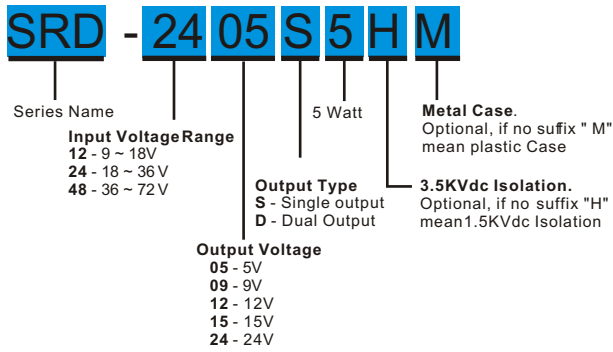 SRD - 24 05 S 5 H M
Series Name
Input Voltage Range
12 - 9 ~ 18V
24 - 18 ~ 36V
48 - 36 ~ 72V
Output Voltage
05 - 5V
09 - 9V
12 - 12V
15 - 15V
24 - 24V
Output Type
S - Single output
D - Dual Output
5 Watt
3.5KVdc Isolation.
Optional, if no suffix "H"
mean1.5KVdc Isolation
Metal Case.
Optional, if no suffix " M"
mean plastic Case